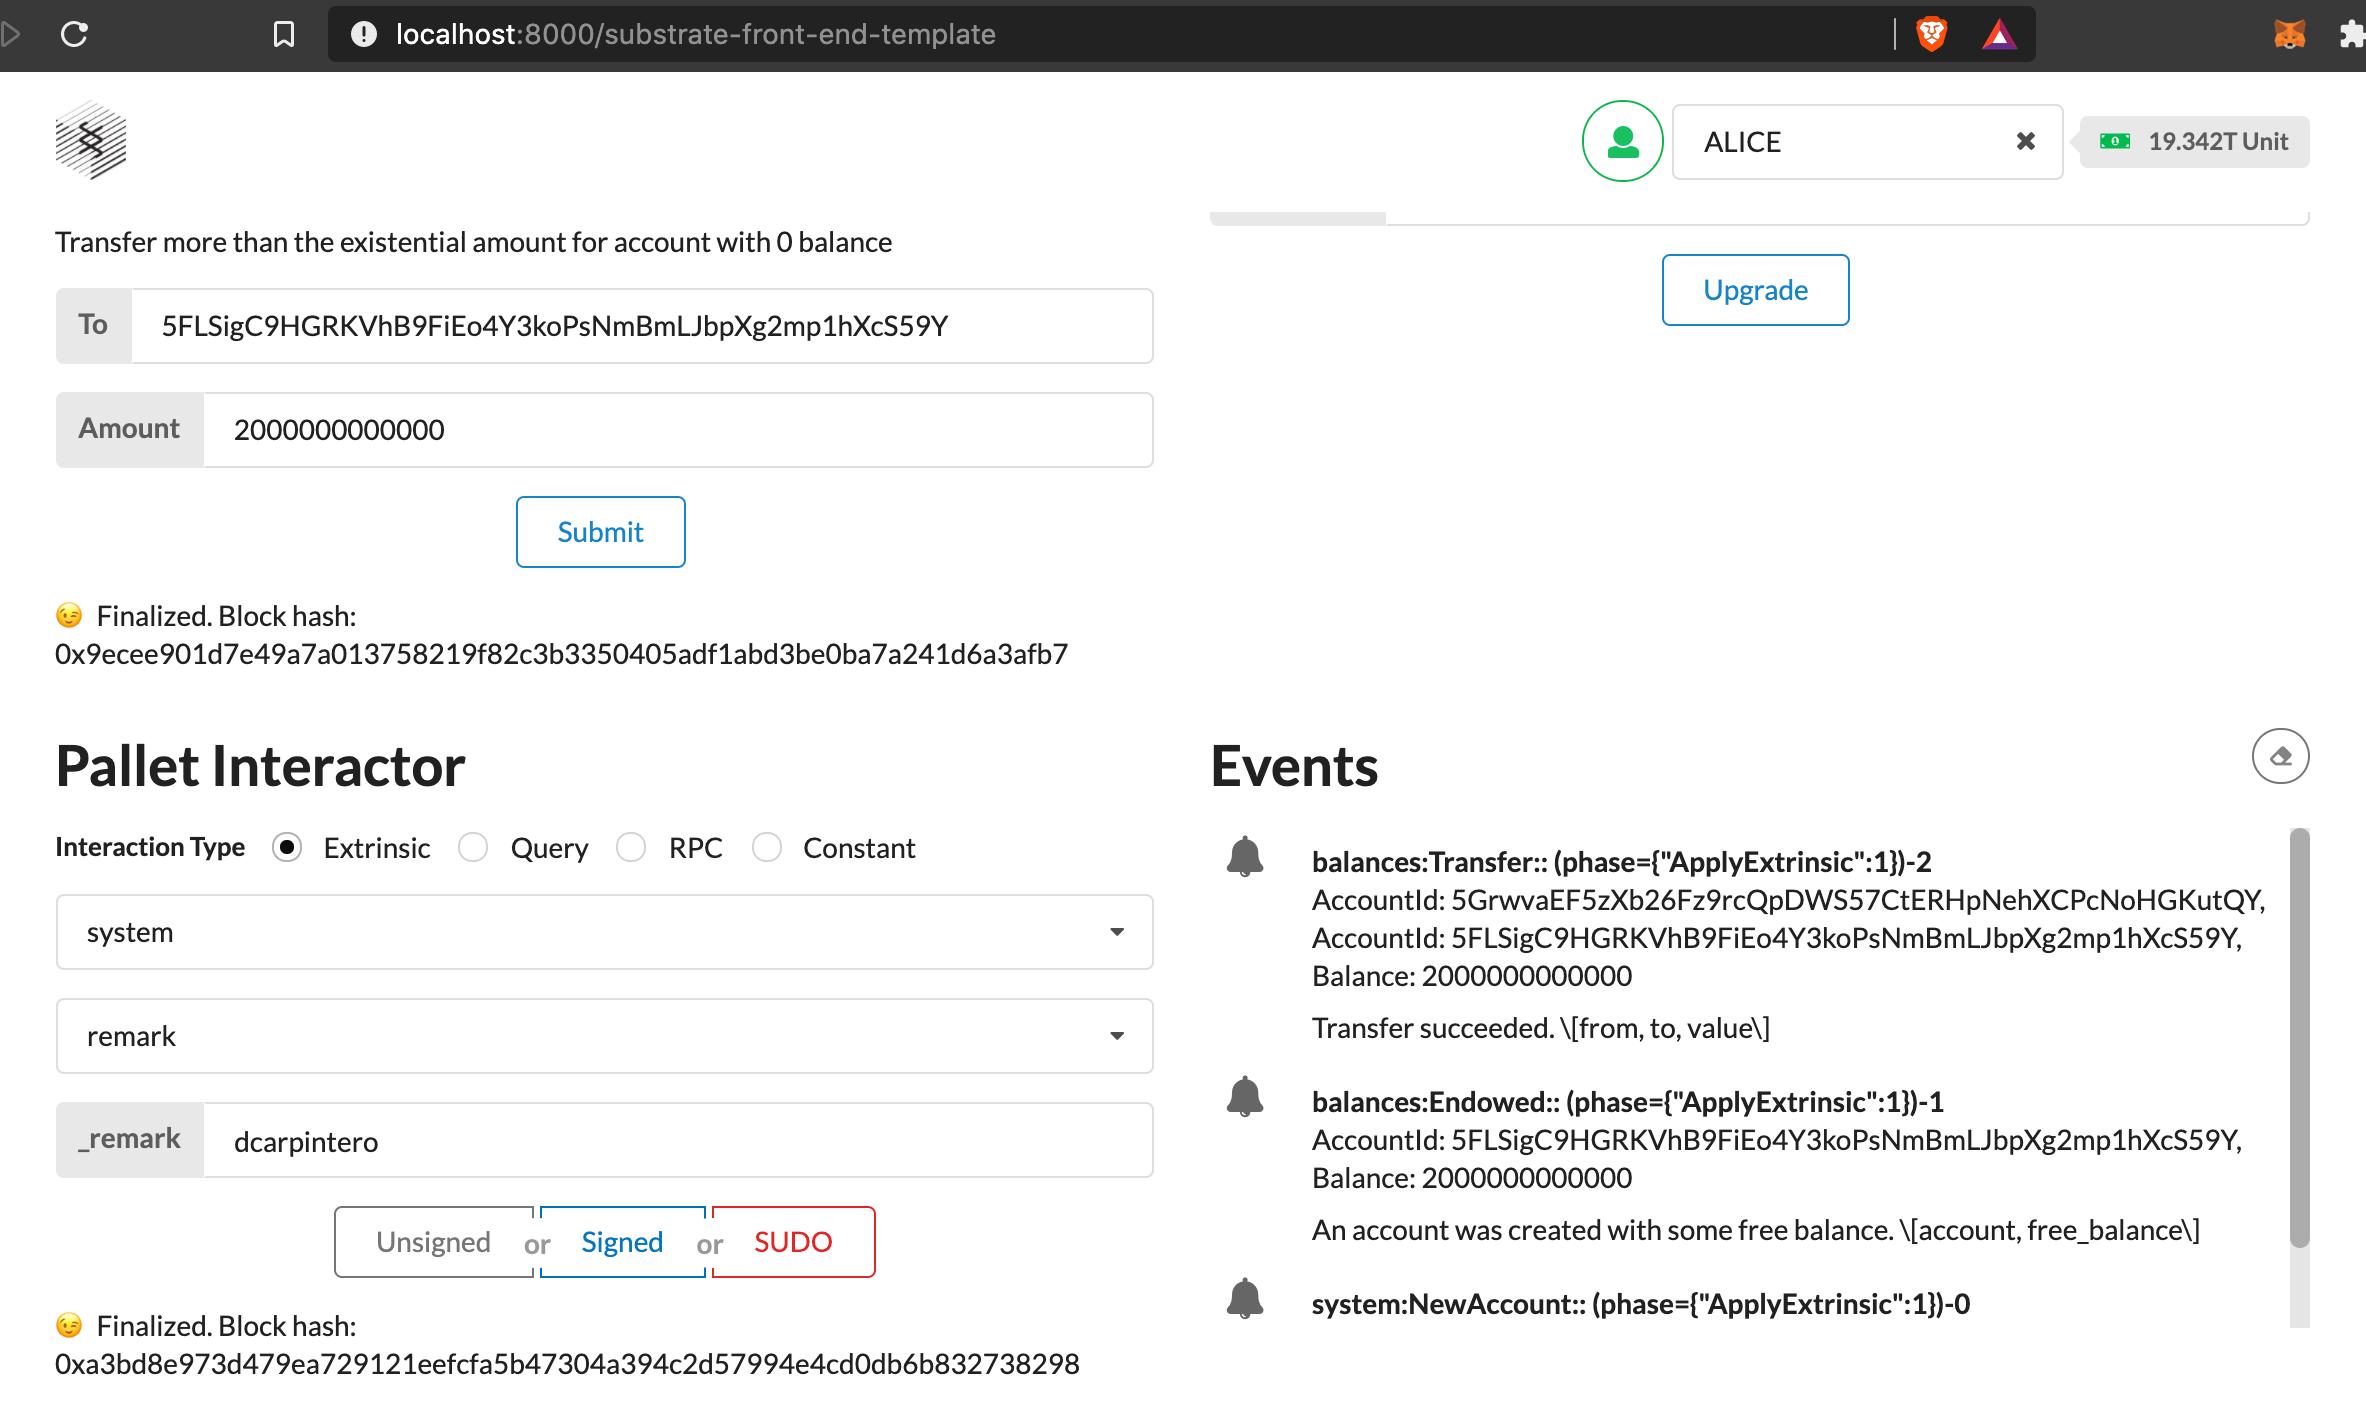 localhost:8000/substrate-front-end-template
ALICE
19.342T Unit
Transfer more than the existential amount for account with 0 balance
To
5FLSigC9HGRKVhB9FiEo4Y3koPsNmBmLJbpXg2mp1hXcS59Y
Amount
2000000000000
Submit
😉 Finalized. Block hash:
0x9ecee901d7e49a7a013758219f82c3b3350405adf1abd3be0ba7a241d6a3afb7
Upgrade
Pallet Interactor
Interaction Type Extrinsic Query RPC Constant
system
remark
_remark
dcarpintero
Unsigned or Signed or SUDO
😉 Finalized. Block hash:
0xa3bd8e973d479ea729121eefcfa5b47304a394c2d57994e4cd0db6b832738298
Events
balances:Transfer:: (phase={"ApplyExtrinsic":1})-2
AccountId: 5GrwvaEF5zXb26Fz9rcQpDWS57CtERHpNehXCPcNoHGKutQY,
AccountId: 5FLSigC9HGRKVhB9FiEo4Y3koPsNmBmLJbpXg2mp1hXcS59Y,
Balance: 2000000000000
Transfer succeeded. \[from, to, value\]
balances:Endowed:: (phase={"ApplyExtrinsic":1})-1
AccountId: 5FLSigC9HGRKVhB9FiEo4Y3koPsNmBmLJbpXg2mp1hXcS59Y,
Balance: 2000000000000
An account was created with some free balance. \[account, free_balance\]
system:NewAccount:: (phase={"ApplyExtrinsic":1})-0